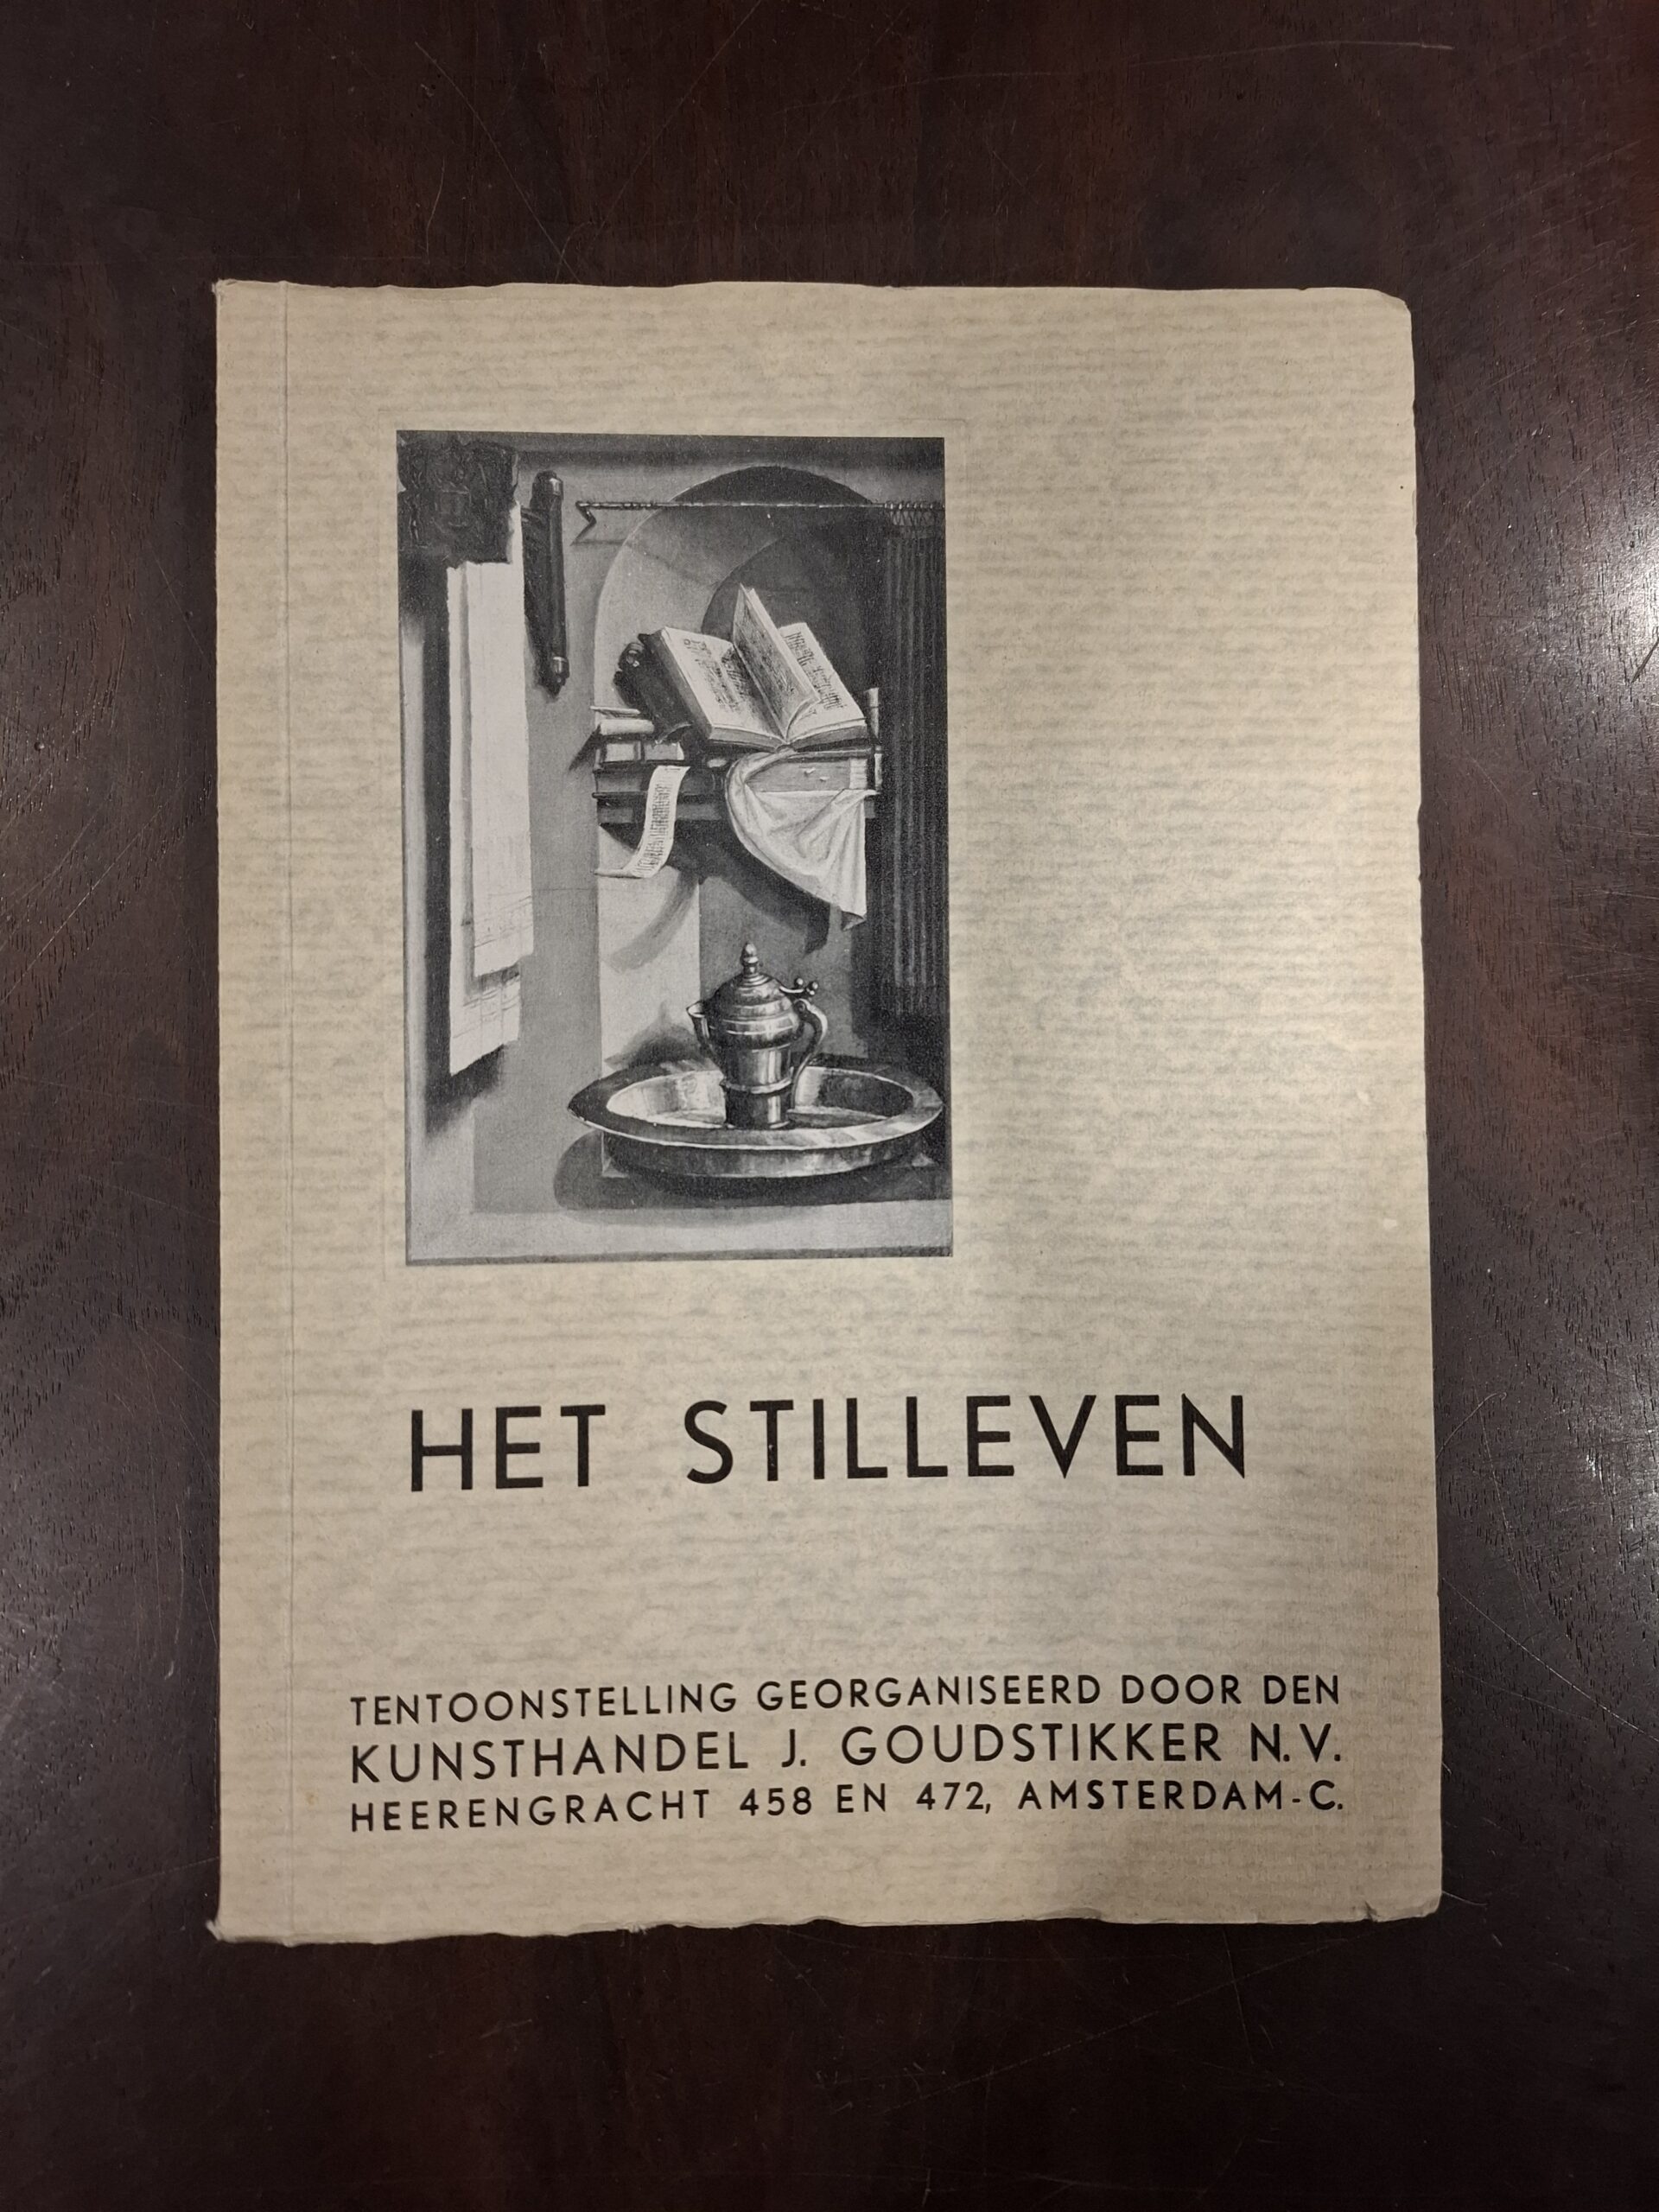 HET STILLEVEN
TENTOONSTELLING GEORGANISEERD DOOR DEN
KUNSTHANDEL J. GOUDSTIKKER N.V.
HEERENGRACHT 458 EN 472, AMSTERDAM-C.